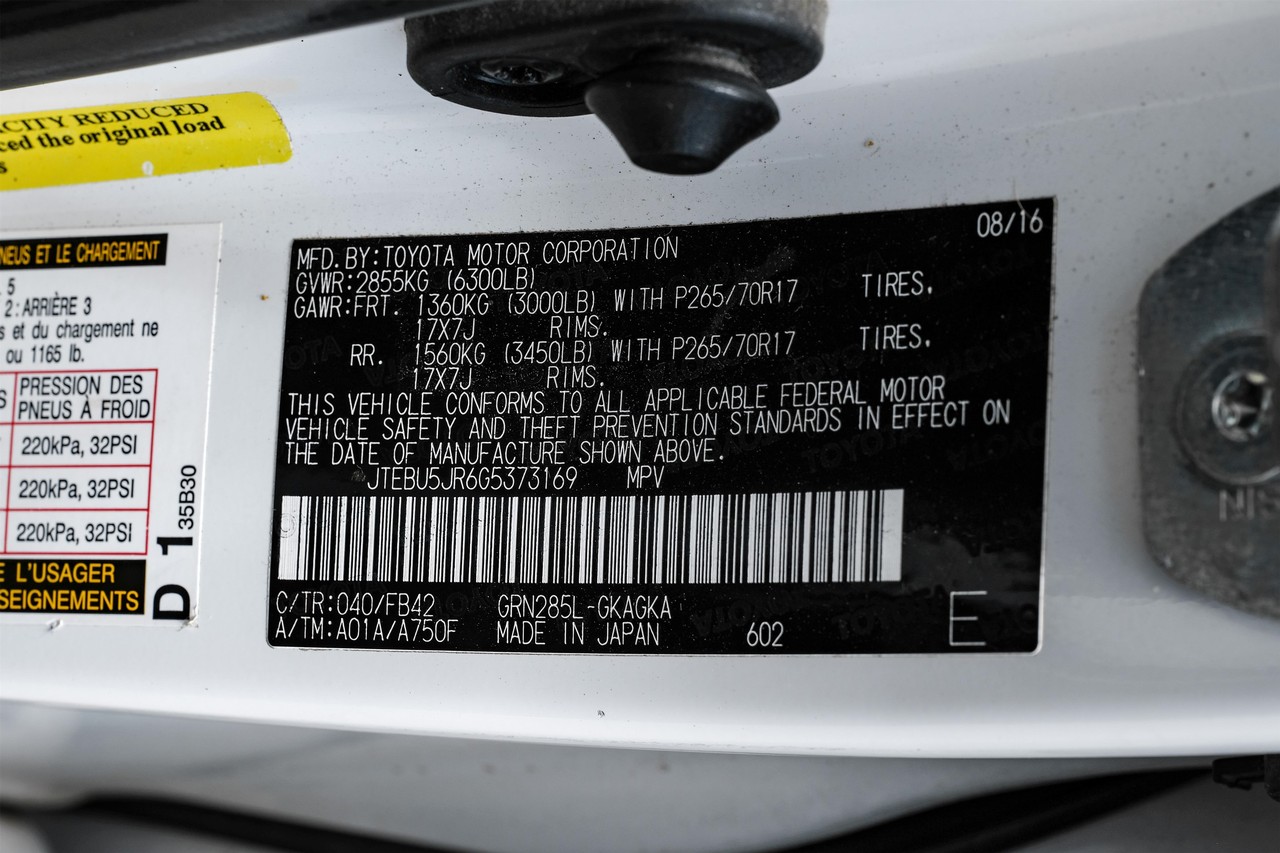 CITY REDUCED
ced the original load
s
NEUS ET LE CHARGEMENT
5
2:ARRIÈRE 3
s et du chargement ne
ou 1165 lb.
S PRESSION DES
PNEUS À FROID
220kPa, 32PSI
220kPa, 32PSI
220kPa, 32PSI
E L'USAGER
SEIGNEMENTS
D 1 35B30
08/16
MFD.BY:TOYOTA MOTOR CORPORATION
GVWR:2855KG (6300LB)
GAWR:FRT. 1360KG (3000LB) WITH P265/70R17 TIRES,
17X7J RIMS.
RR. 1560KG (3450LB) WITH P265/70R17 TIRES,
17X7J RIMS.
THIS VEHICLE CONFORMS TO ALL APPLICABLE FEDERAL MOTOR
VEHICLE SAFETY AND THEFT PREVENTION STANDARDS IN EFFECT ON
THE DATE OF MANUFACTURE SHOWN ABOVE.
JTEBU5JR6G5373169 MPV
C/TR:040/FB42 GRN285L-GKAGKA
A/TM:A01A/A750F MADE IN JAPAN 602 E